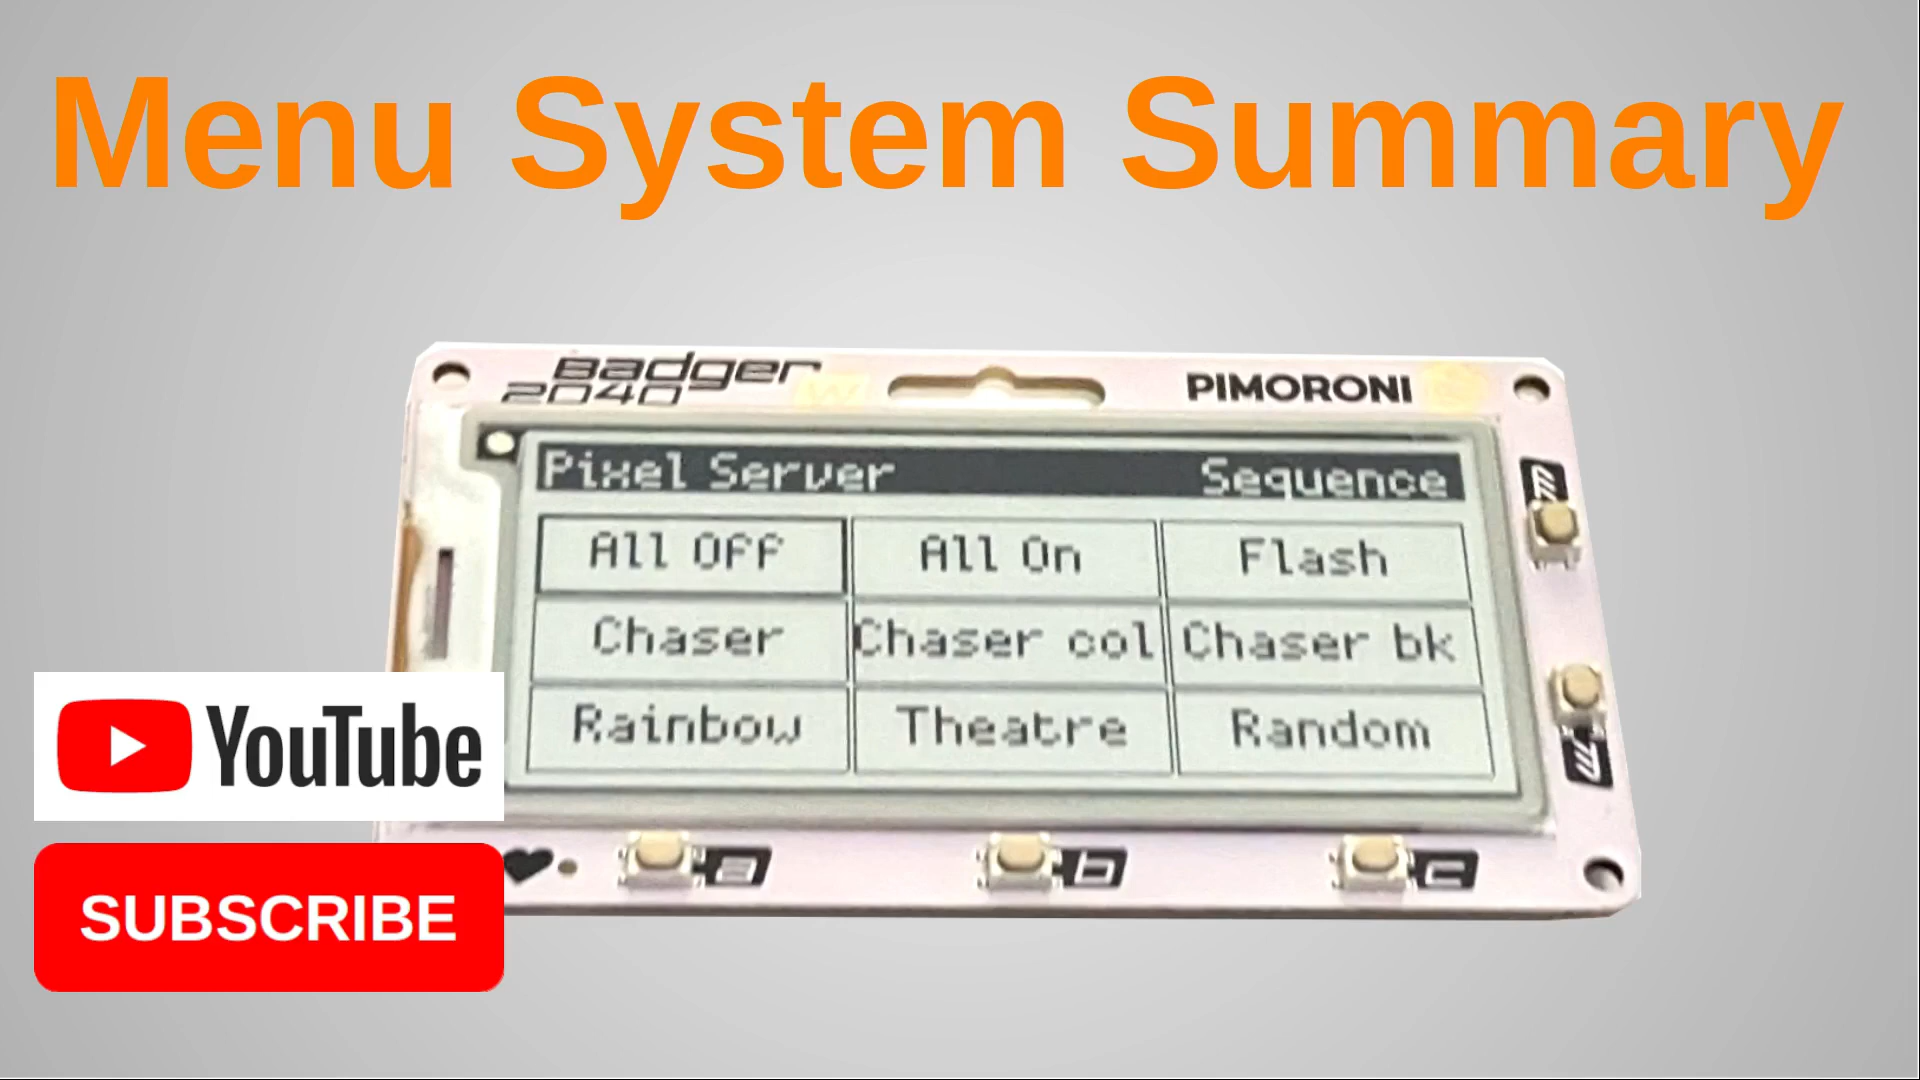 Menu System Summary
Badger
2040 W
PIMORONI
Pixel Server Sequence
All Off All On Flash
Chaser Chaser col Chaser bk
Rainbow Theatre Random
YouTube
a b c
SUBSCRIBE